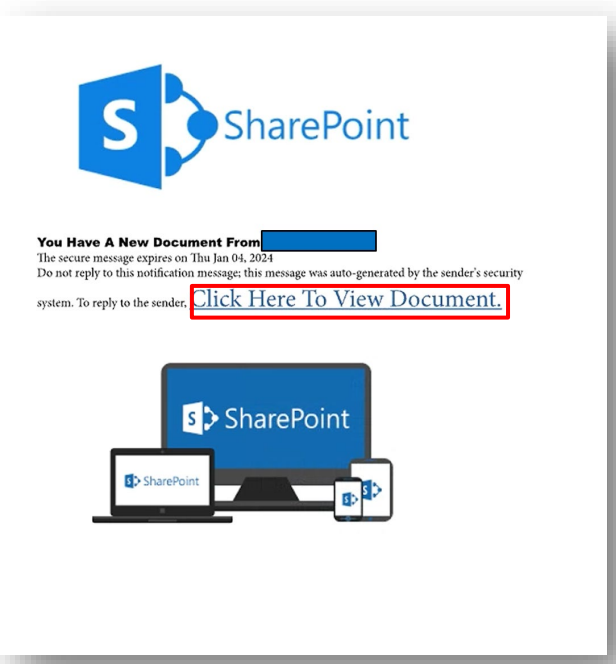 S SharePoint
You Have A New Document From
The secure message expires on Thu Jan 04, 2024
Do not reply to this notification message; this message was auto-generated by the sender's security
system. To reply to the sender, Click Here To View Document.
S SharePoint
S SharePoint
S
S